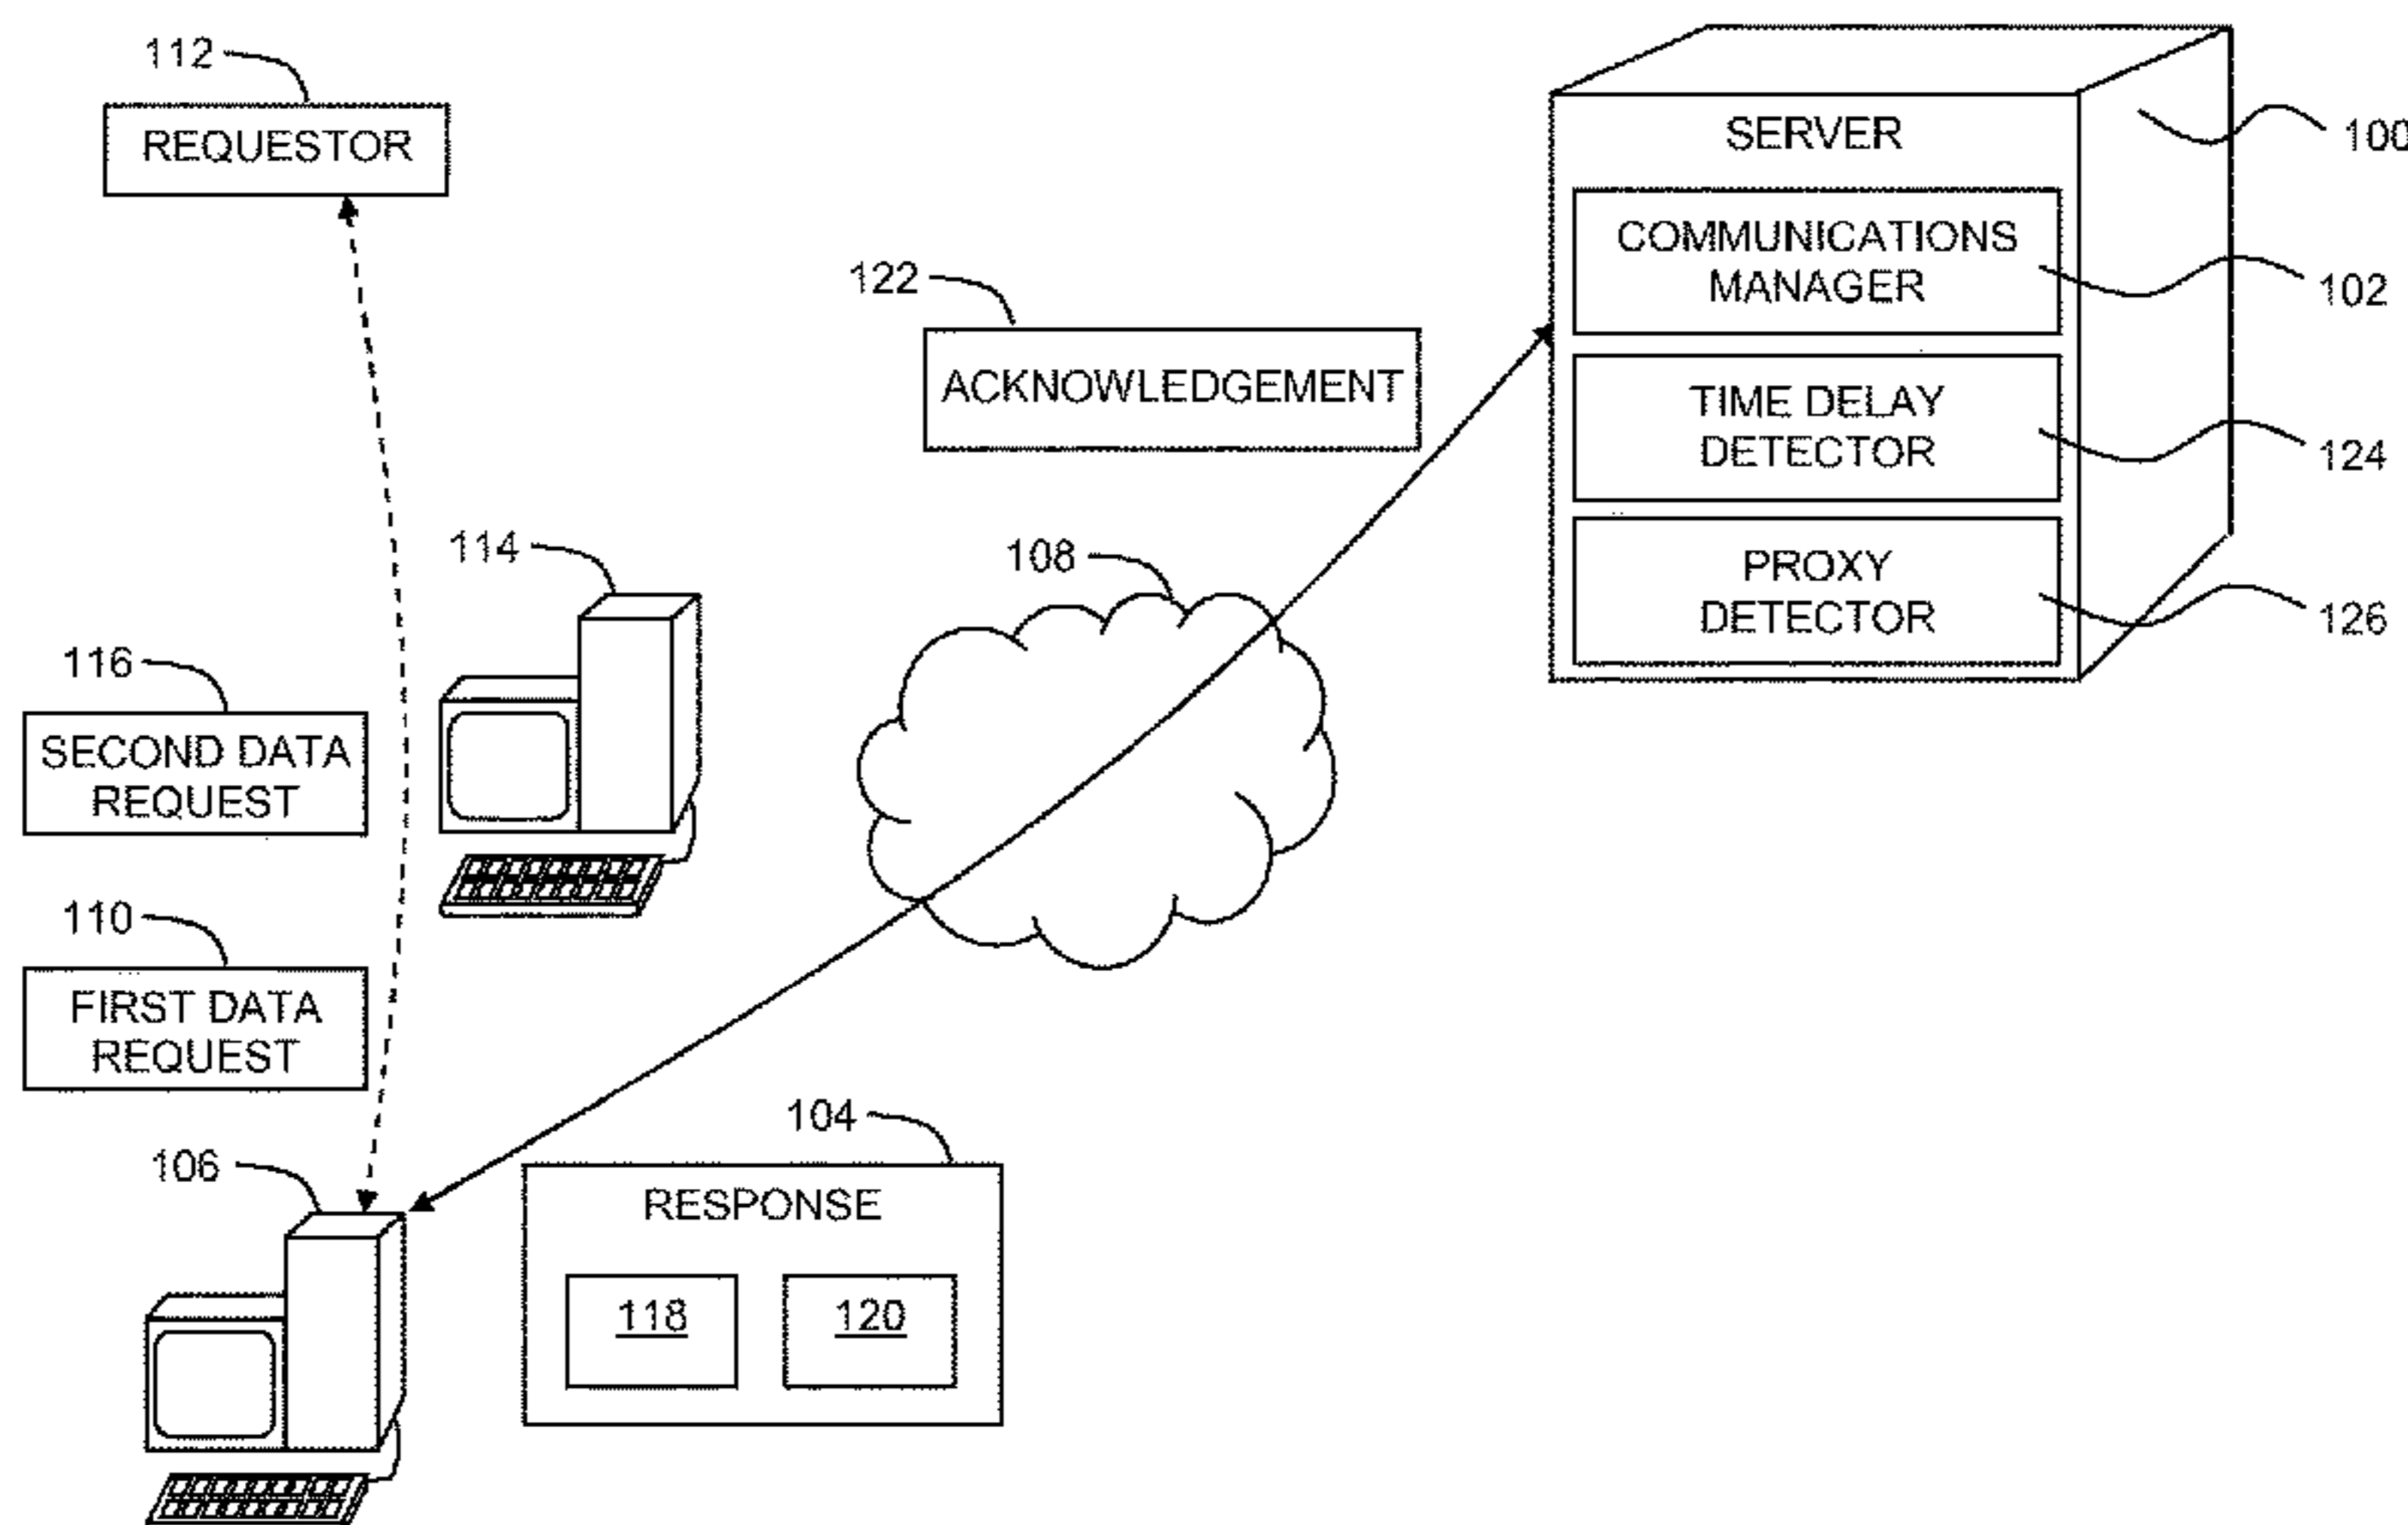 112
REQUESTOR
SERVER
100
COMMUNICATIONS
MANAGER
102
122
ACKNOWLEDGEMENT
TIME DELAY
DETECTOR
124
114
108
PROXY
DETECTOR
126
116
SECOND DATA
REQUEST
110
FIRST DATA
REQUEST
106
104
RESPONSE
118
120